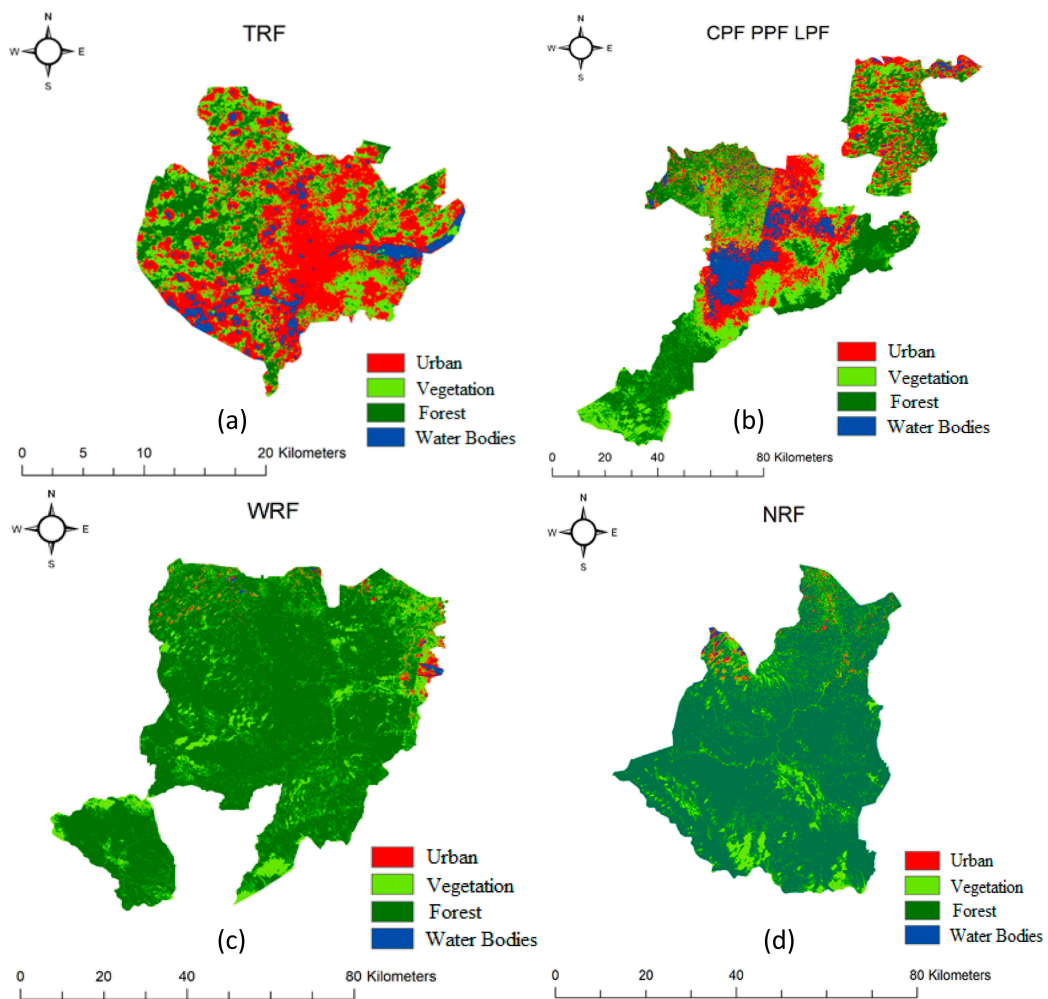 TRF
N
W E
S
Urban
Vegetation
Forest
Water Bodies
(a)
0 5 10 20 Kilometers
CPF PPF LPF
N
W E
S
Urban
Vegetation
Forest
Water Bodies
(b)
0 20 40 80 Kilometers
WRF
N
W E
S
Urban
Vegetation
Forest
Water Bodies
(c)
0 20 40 80 Kilometers
NRF
N
W E
S
Urban
Vegetation
Forest
Water Bodies
(d)
0 20 40 80 Kilometers